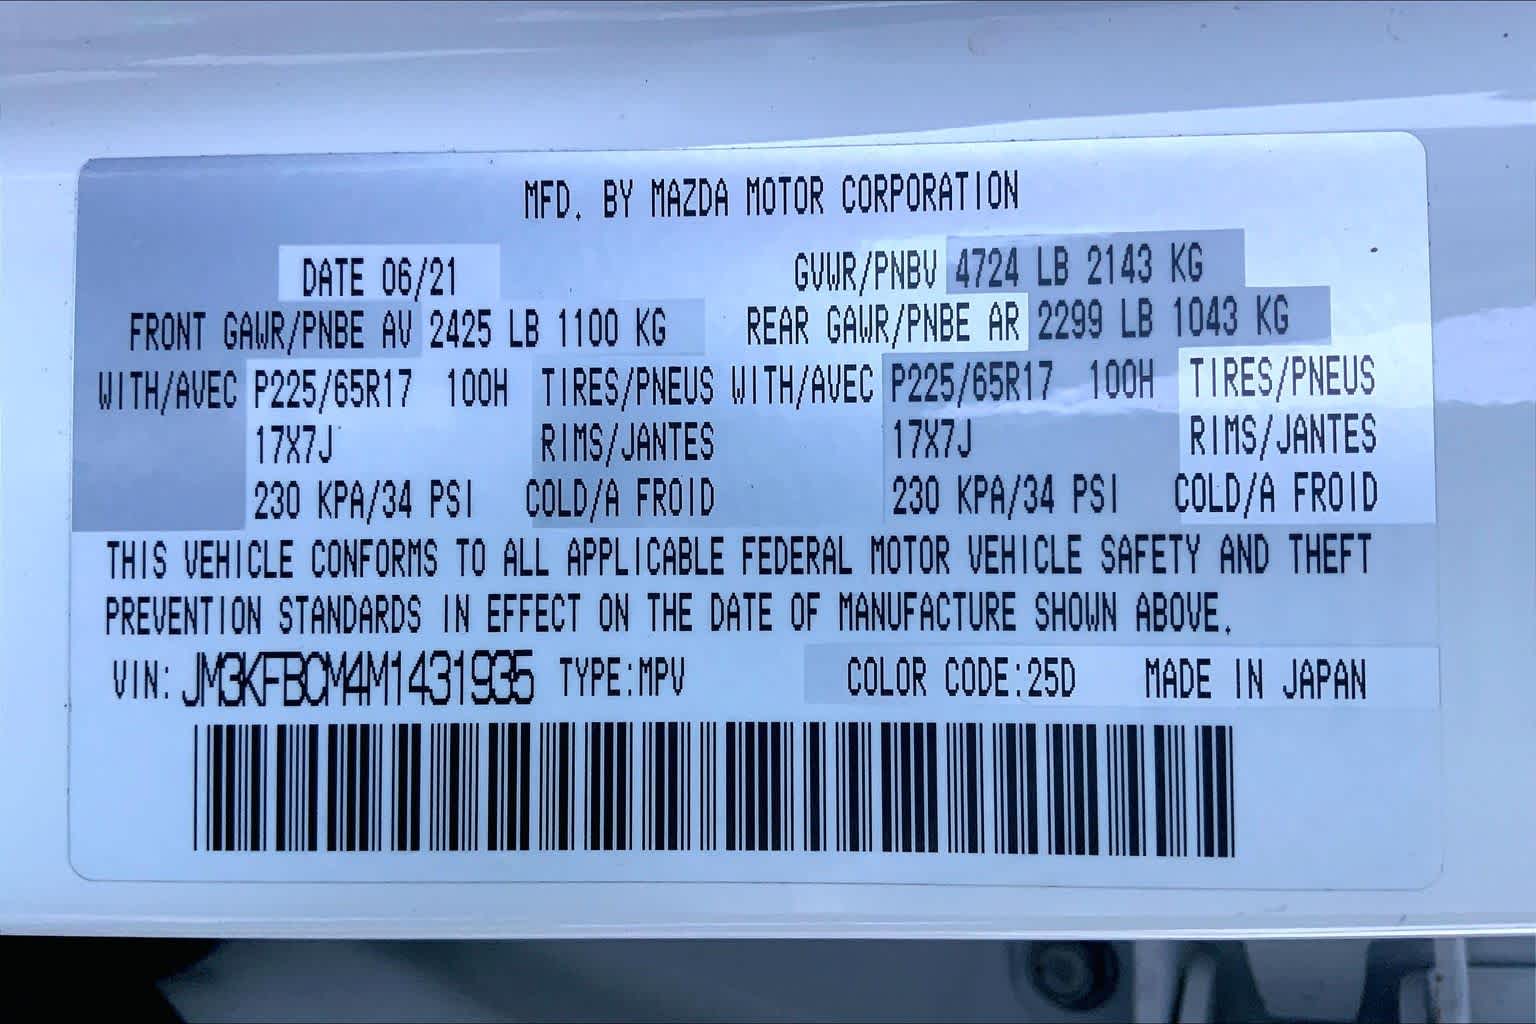 MFD. BY MAZDA MOTOR CORPORATION
DATE 06/21 GVWR/PNBV 4724 LB 2143 KG
FRONT GAWR/PNBE AV 2425 LB 1100 KG REAR GAWR/PNBE AR 2299 LB 1043 KG
WITH/AVEC P225/65R17 100H TIRES/PNEUS WITH/AVEC P225/65R17 100H TIRES/PNEUS
17X7J RIMS/JANTES 17X7J RIMS/JANTES
230 KPA/34 PSI COLD/A FROID 230 KPA/34 PSI COLD/A FROID
THIS VEHICLE CONFORMS TO ALL APPLICABLE FEDERAL MOTOR VEHICLE SAFETY AND THEFT
PREVENTION STANDARDS IN EFFECT ON THE DATE OF MANUFACTURE SHOWN ABOVE.
VIN: JM3KFBCM4M1431935 TYPE:MPV COLOR CODE:25D MADE IN JAPAN